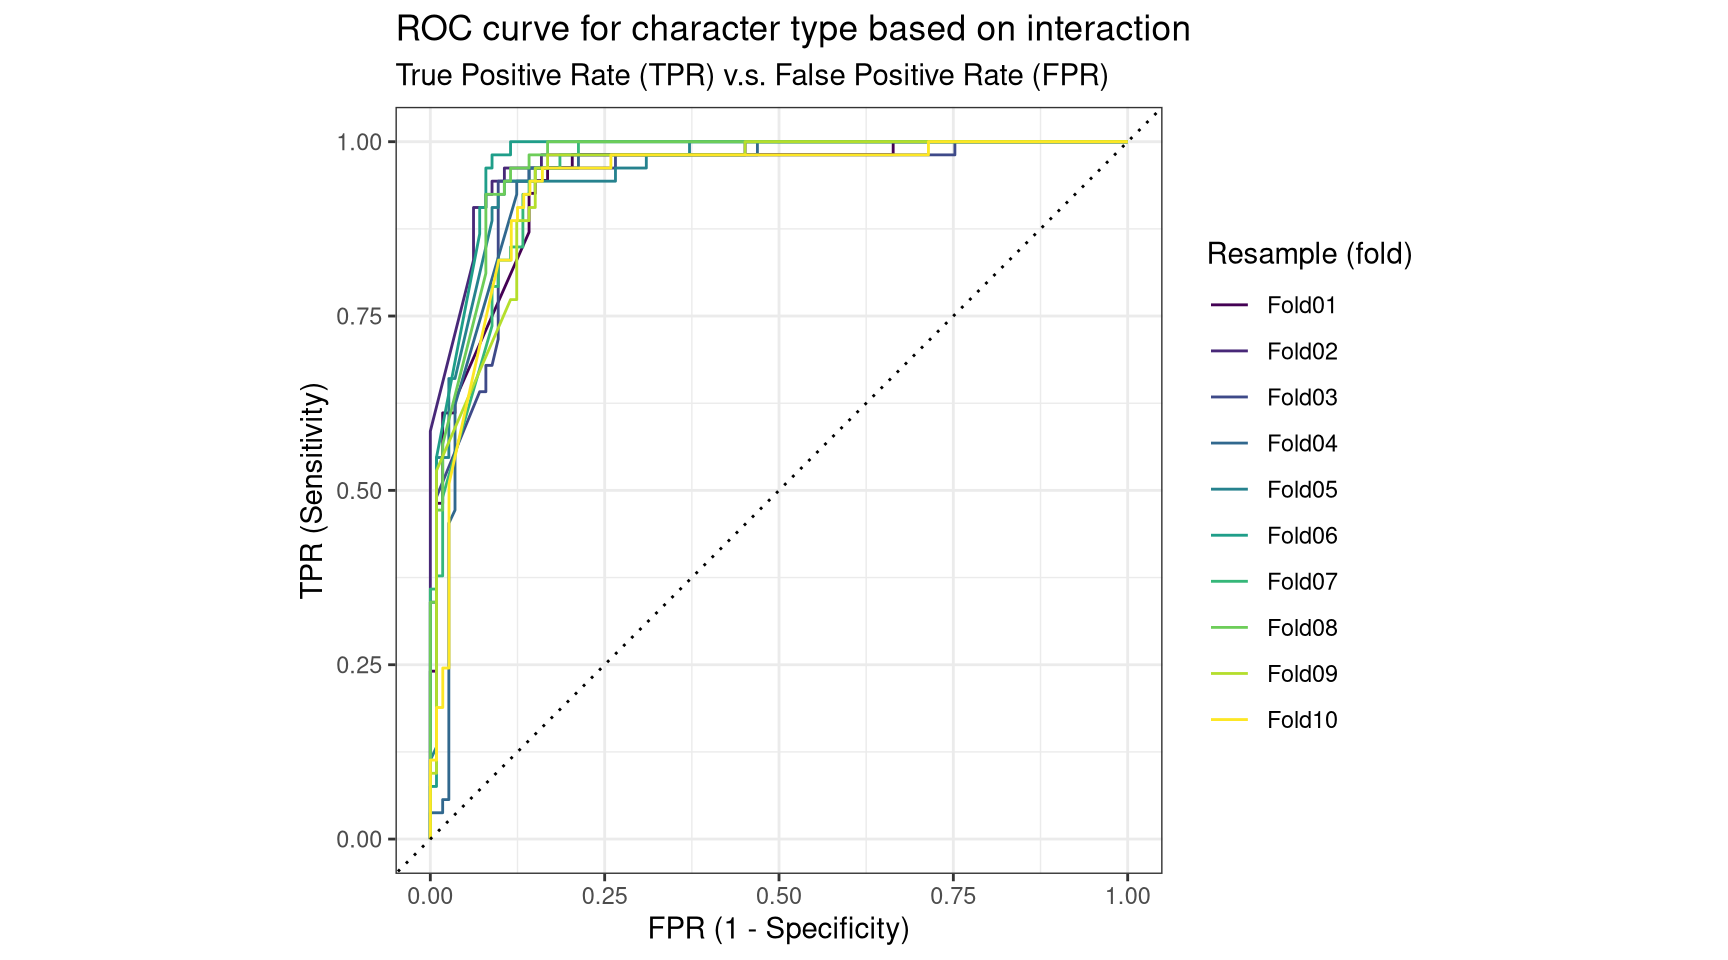 ROC curve for character type based on interaction
True Positive Rate (TPR) v.s. False Positive Rate (FPR)
1.00
0.75
0.50
0.25
0.00
TPR (Sensitivity)
0.00 0.25 0.50 0.75 1.00
FPR (1 - Specificity)
Resample (fold)
Fold01
Fold02
Fold03
Fold04
Fold05
Fold06
Fold07
Fold08
Fold09
Fold10